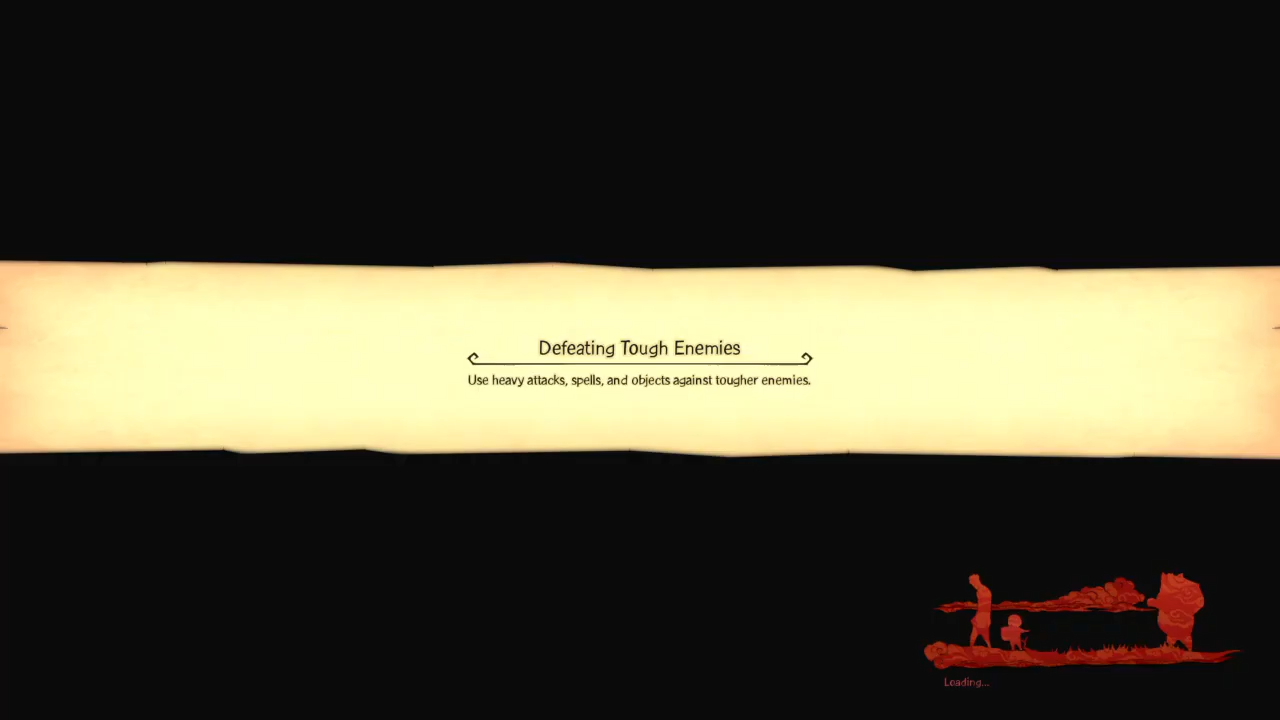 Defeating Tough Enemies
Use heavy attacks, spells, and objects against tougher enemies.
Loading...